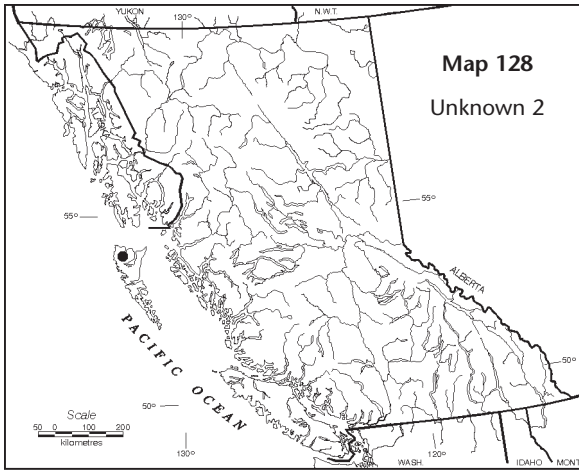 YUKON 130° N.W.T.
Map 128
Unknown 2
55°
55°
ALBERTA
PACIFIC OCEAN
50°
Scale
50 0 100 200
kilometres
50°
130°
120°
WASH. IDAHO MONT.